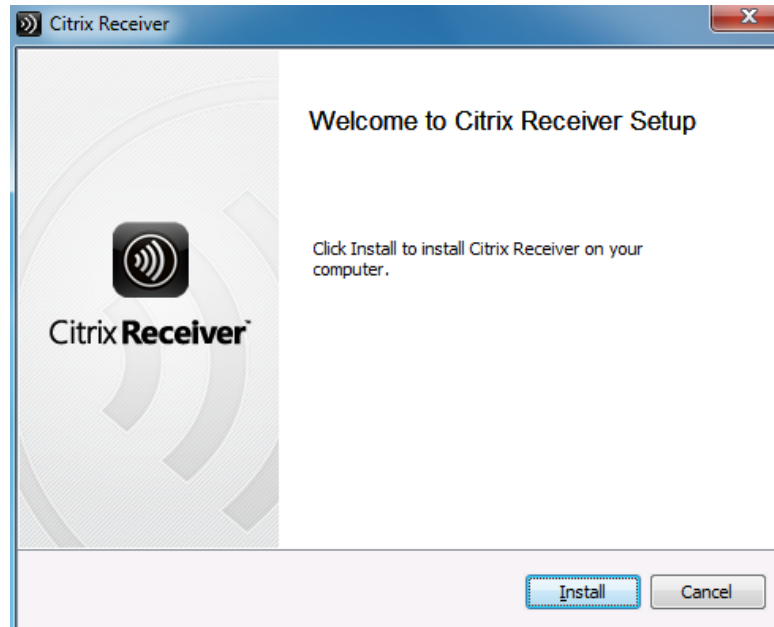 Citrix Receiver
Welcome to Citrix Receiver Setup
Click Install to install Citrix Receiver on your
computer.
Citrix Receiver™
Install
Cancel